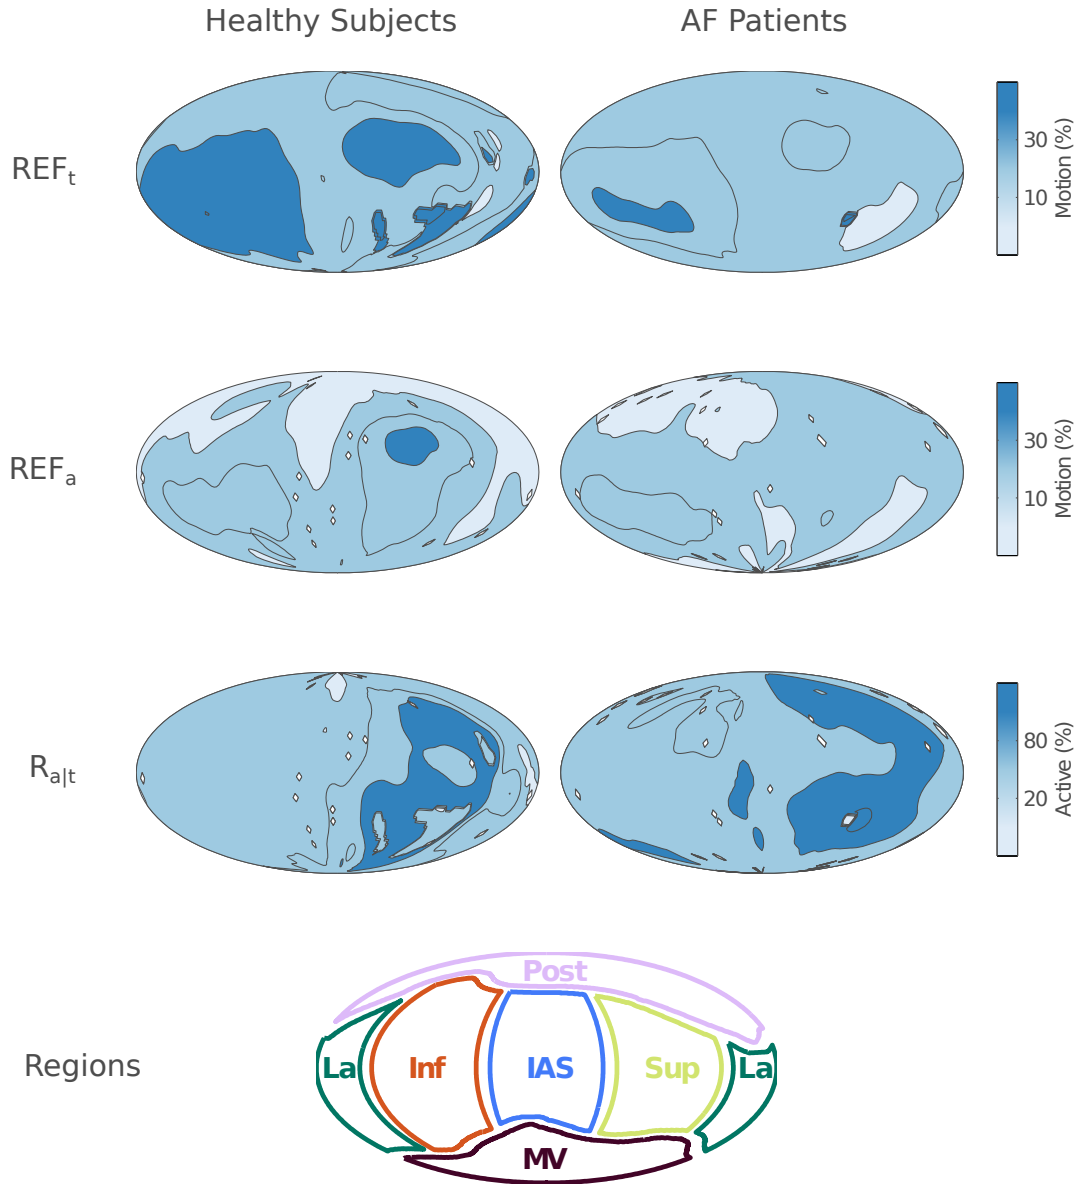 Healthy Subjects
AF Patients
REFt
30
10
Motion (%)
REFa
30
10
Motion (%)
Ra|t
80
20
Active (%)
Regions
Post
La
Inf
IAS
Sup
La
MV